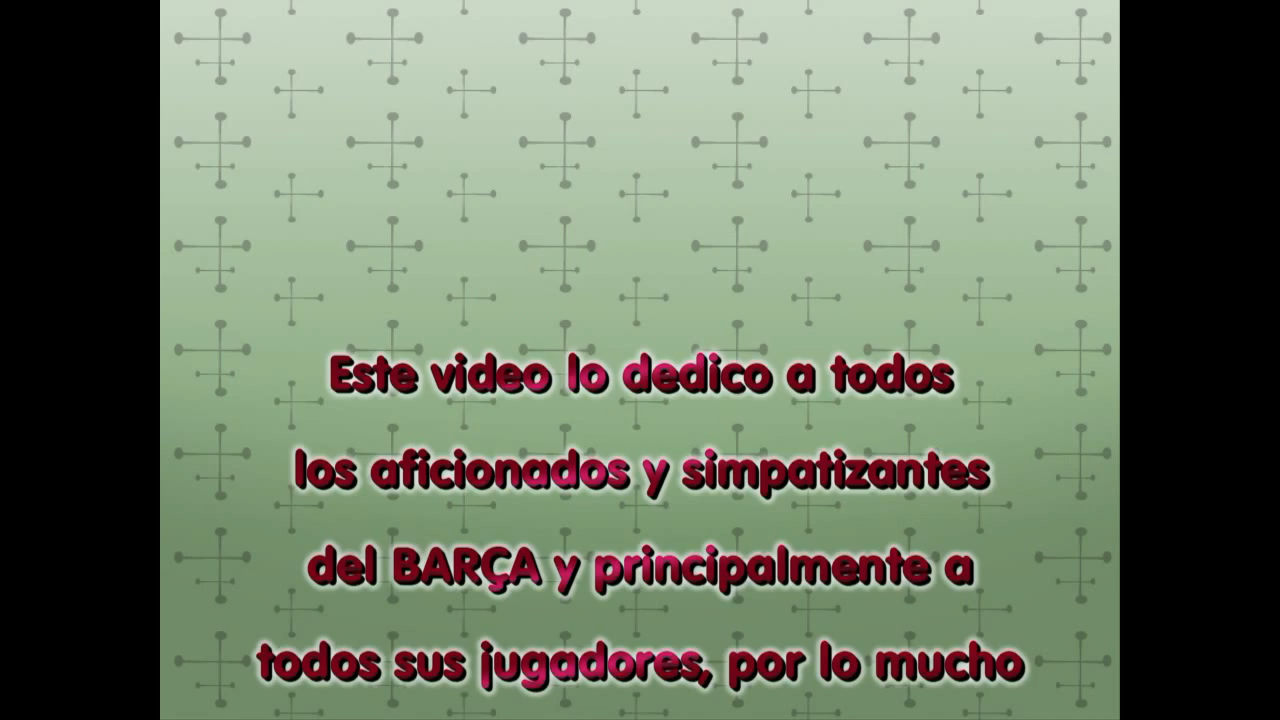 Este video lo dedico a todos
los aficionados y simpatizantes
del BARÇA y principalmente a
todos sus jugadores, por lo mucho